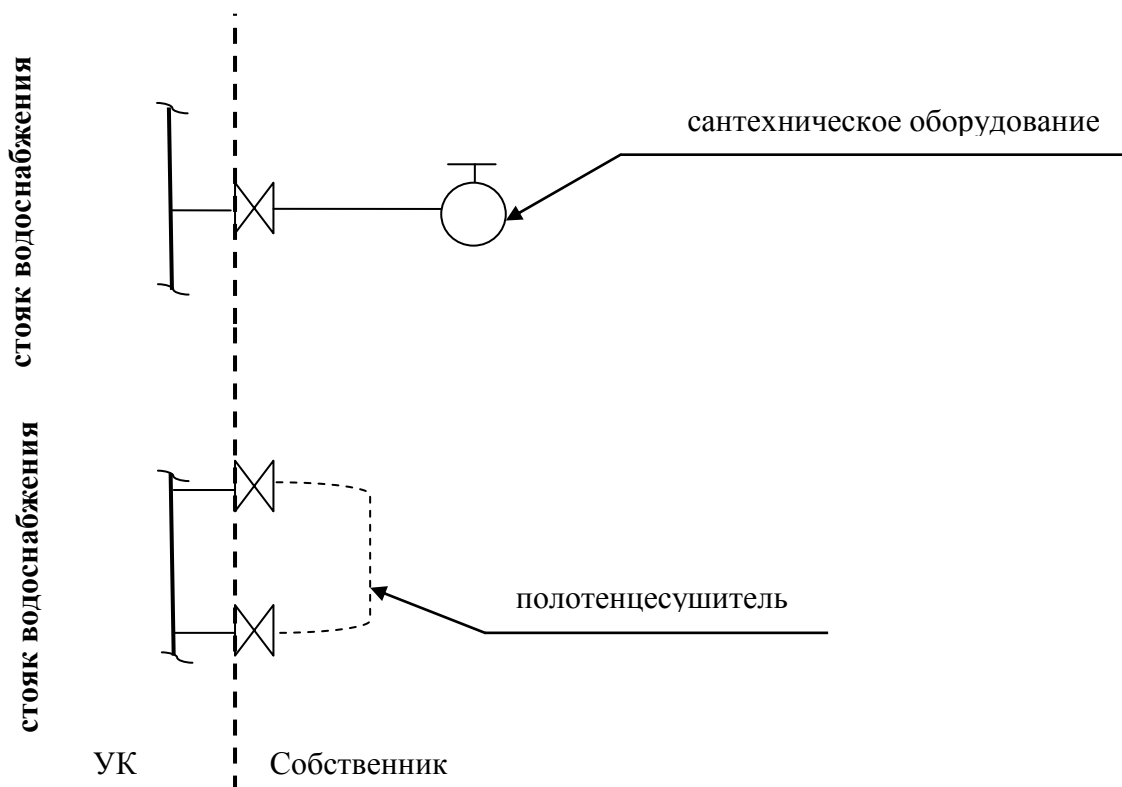 стояк водоснабжения
сантехническое оборудование
стояк водоснабжения
полотенцесушитель
УК
Собственник